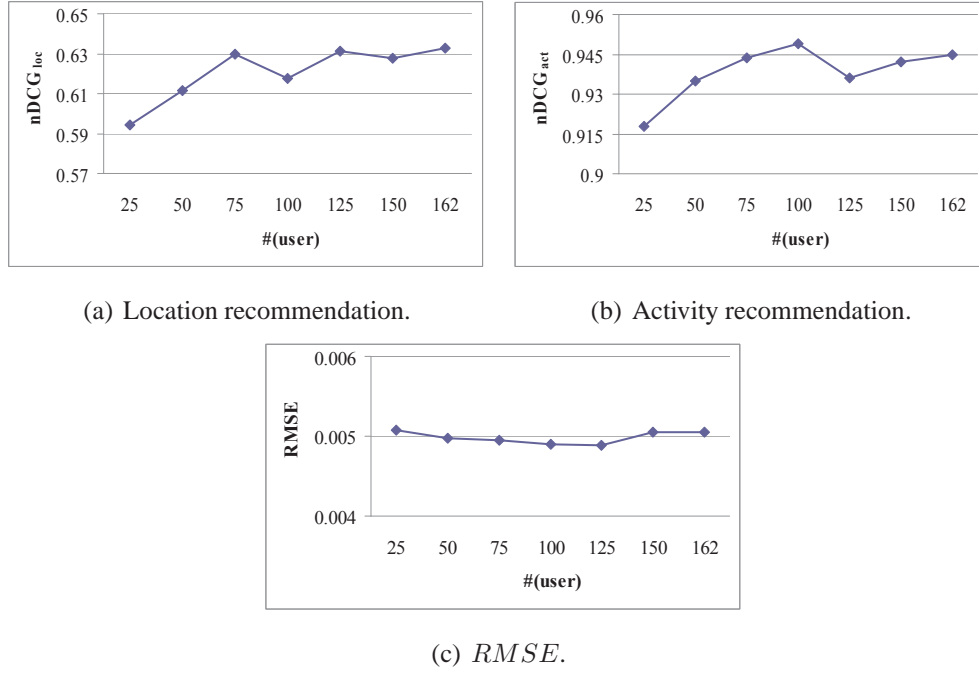 0.65
0.63
0.61
0.59
0.57
nDCG loc
25 50 75 100 125 150 162
#(user)
(a) Location recommendation.
0.96
0.945
0.93
0.915
0.9
nDCG act
25 50 75 100 125 150 162
#(user)
(b) Activity recommendation.
0.006
0.005
0.004
RMSE
25 50 75 100 125 150 162
#(user)
(c) RMSE.